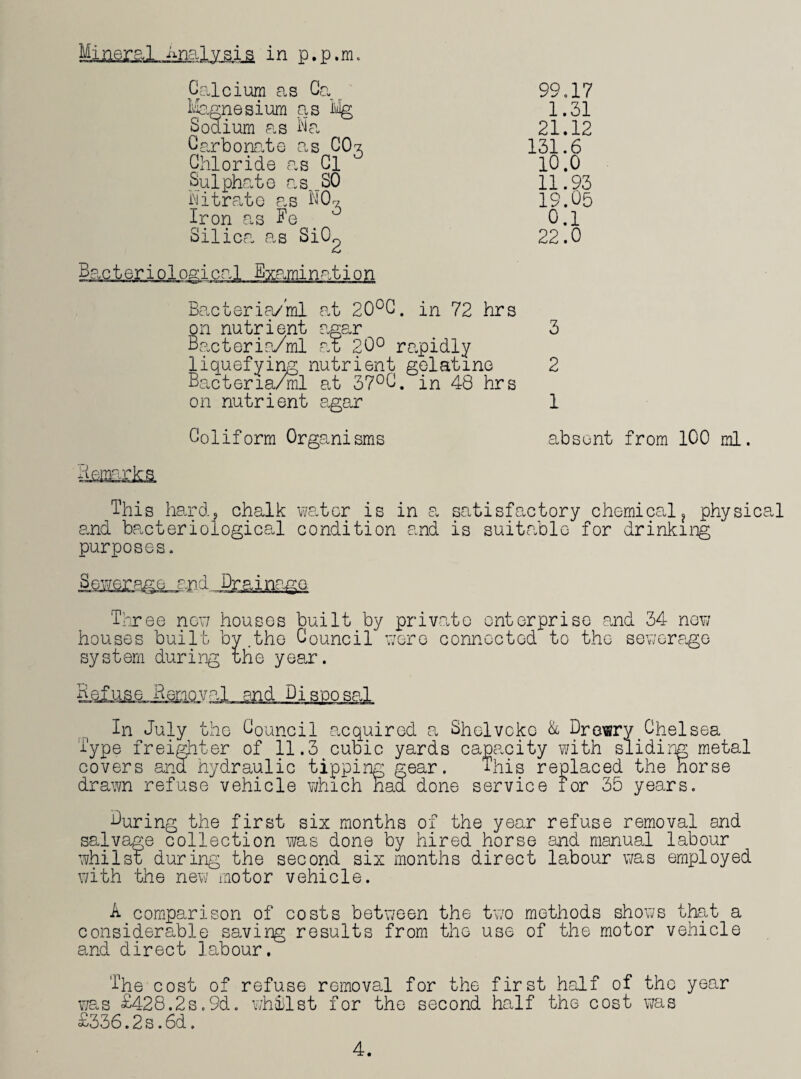 Mineral Analysis in p.p.m.
Calcium as Ca 99.17
Magnesium as Mg 1.31
Sodium as Na 21.12
Carbonate as CO3 131.6
Chloride as Cl 10.0
Sulphate as SO 11.93
Nitrate as NO3 19.05
Iron as Fe 0.1
Silica as SiO2 22.0
Bacteriological Examination
Bacteria/ml at 20°C. in 72 hrs
on nutrient agar 3
Bacteria/ml at 20° rapidly
liquefying nutrient gelatine 2
Bacteria/ml at 37°C. in 48 hrs
on nutrient agar 1
Coliform Organisms absent from 100 ml.
Remarks
This hard, chalk water is in a satisfactory chemical, physical
and bacteriological condition and is suitable for drinking
purposes.
Sewerage and Drainage
Three new houses built by private enterprise and 34 new
houses built by the Council were connected to the sewerage
system during the year.
Refuse Removal and Disposal
In July the Council acquired a Shelvoke & Drewry Chelsea
Type freighter of 11.3 cubic yards capacity with sliding metal
covers and hydraulic tipping gear. This replaced the horse
drawn refuse vehicle which had done service for 35 years.
During the first six months of the year refuse removal and
salvage collection was done by hired horse and manual labour
whilst during the second six months direct labour was employed
with the new motor vehicle.
A comparison of costs between the two methods shows that a
considerable saving results from the use of the motor vehicle
and direct labour.
The cost of refuse removal for the first half of the year
was £428.2s.9d. whilst for the second half the cost was
£336.2s.6d.
4.